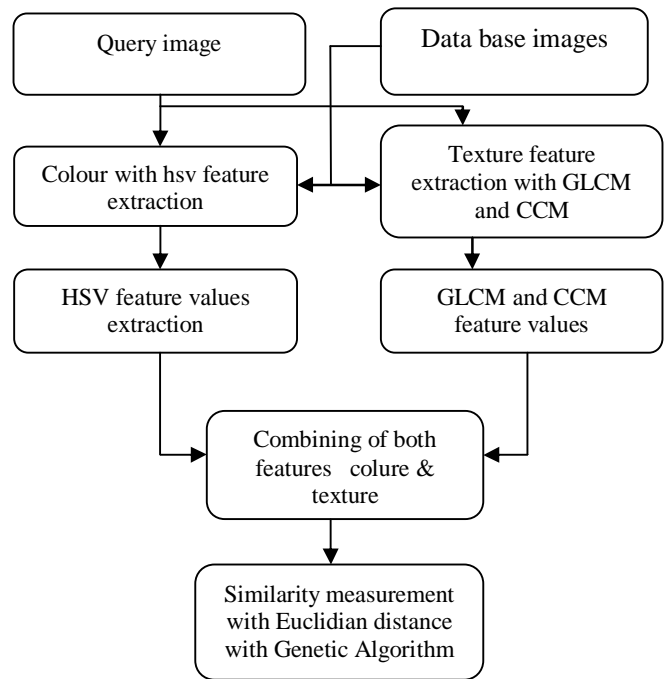 Query image
Data base images
Colour with hsv feature
extraction
Texture feature
extraction with GLCM
and CCM
HSV feature values
extraction
GLCM and CCM
feature values
Combining of both
features colure &
texture
Similarity measurement
with Euclidian distance
with Genetic Algorithm